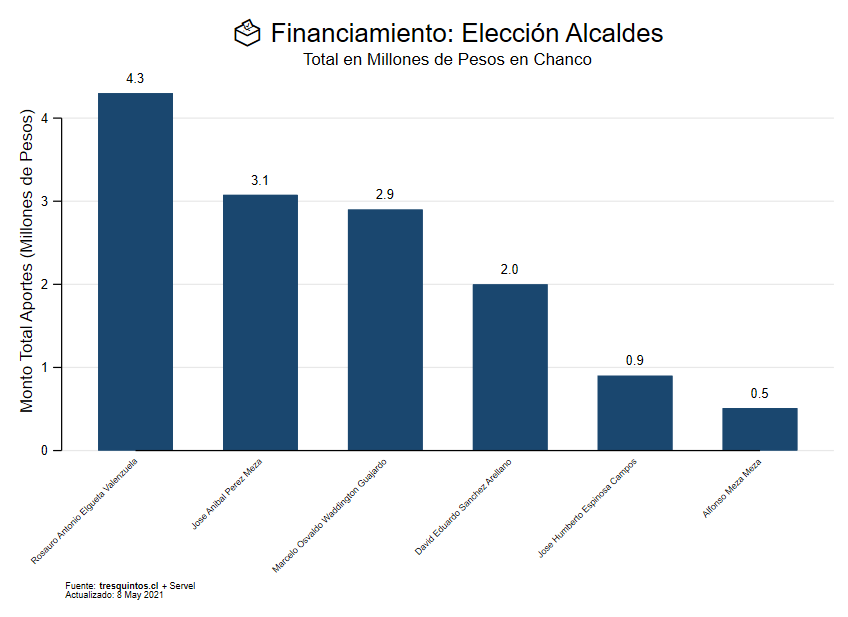 Financiamiento: Elección Alcaldes
Total en Millones de Pesos en Chanco
Monto Total Aportes (Millones de Pesos)
4
3
2
1
0
4.3
3.1
2.9
2.0
0.9
0.5
Rosauro Antonio Elgueta Valenzuela
Jose Anibal Perez Meza
Marcelo Osvaldo Waddington Guajardo
David Eduardo Sanchez Arellano
Jose Humberto Espinosa Campos
Alfonso Meza Meza
Fuente: tresquintos.cl + Servel
Actualizado: 8 May 2021